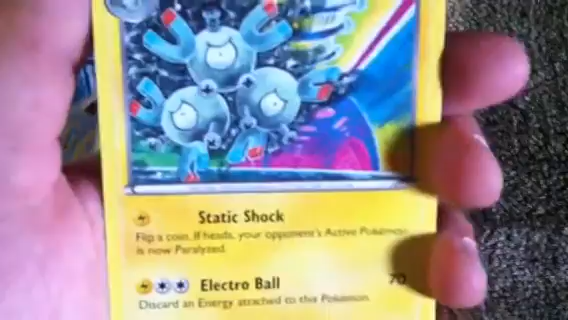 Static Shock
Flip a coin. If heads, your opponent's Active Pokémon
is now Paralyzed.
Electro Ball 70
Discard an Energy attached to this Pokémon.